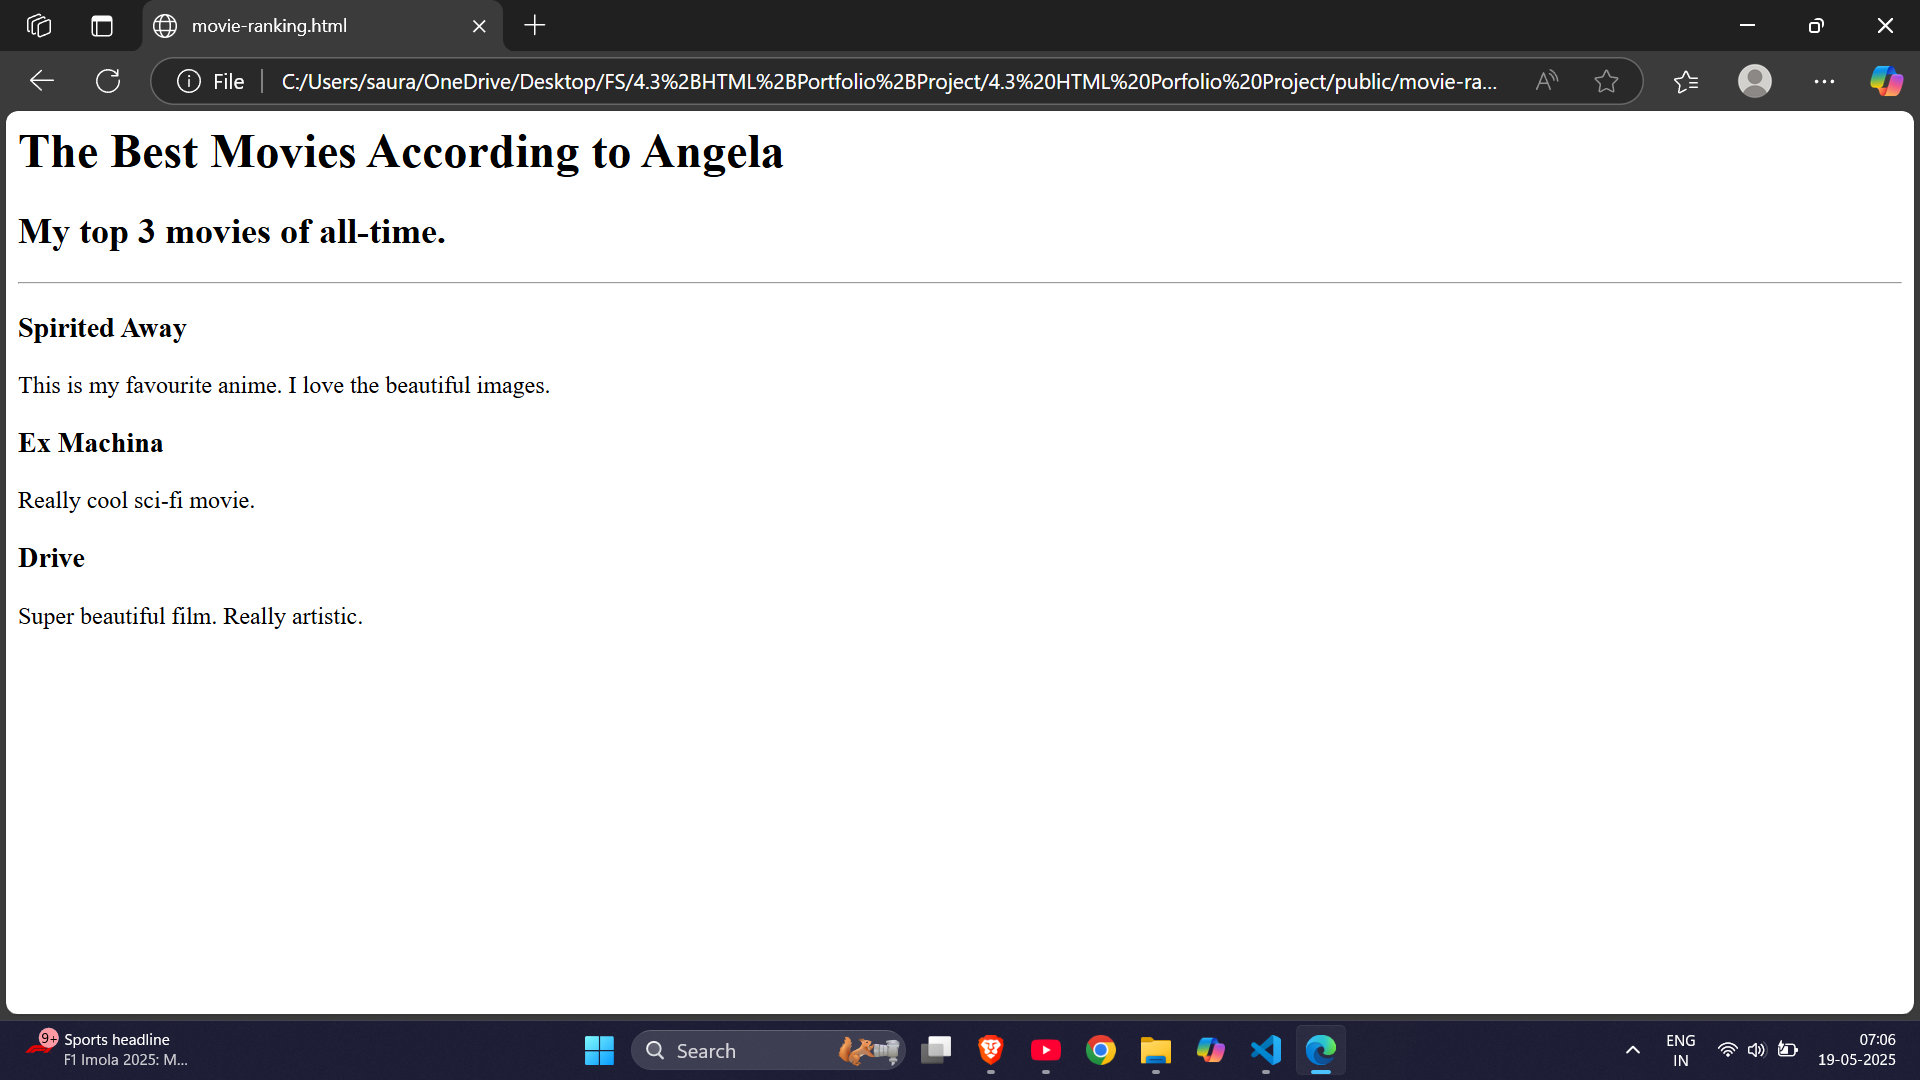 movie-ranking.html
File
C:/Users/saura/OneDrive/Desktop/FS/4.3%2BHTML%2BPortfolio%2BProject/4.3%20HTML%20Porfolio%20Project/public/movie-ra...
The Best Movies According to Angela
My top 3 movies of all-time.
Spirited Away
This is my favourite anime. I love the beautiful images.
Ex Machina
Really cool sci-fi movie.
Drive
Super beautiful film. Really artistic.
9+
Sports headline
F1 Imola 2025: M...
Search
ENG
IN
07:06
19-05-2025